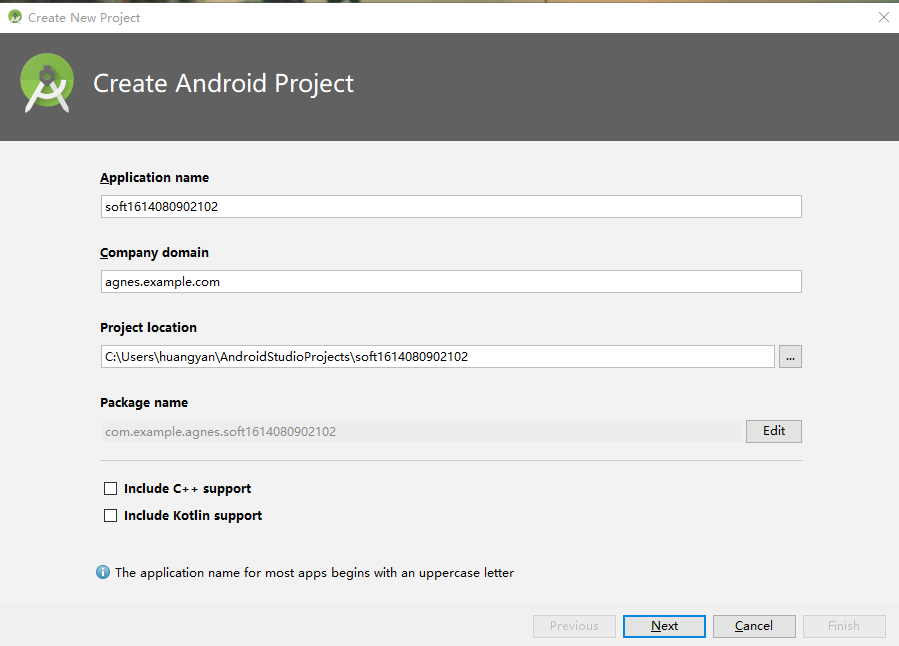 Create New Project
Create Android Project
Application name
soft1614080902102
Company domain
agnes.example.com
Project location
C:\Users\huangyan\AndroidStudioProjects\soft1614080902102
...
Package name
com.example.agnes.soft1614080902102
Edit
Include C++ support
Include Kotlin support
The application name for most apps begins with an uppercase letter
Previous Next Cancel Finish